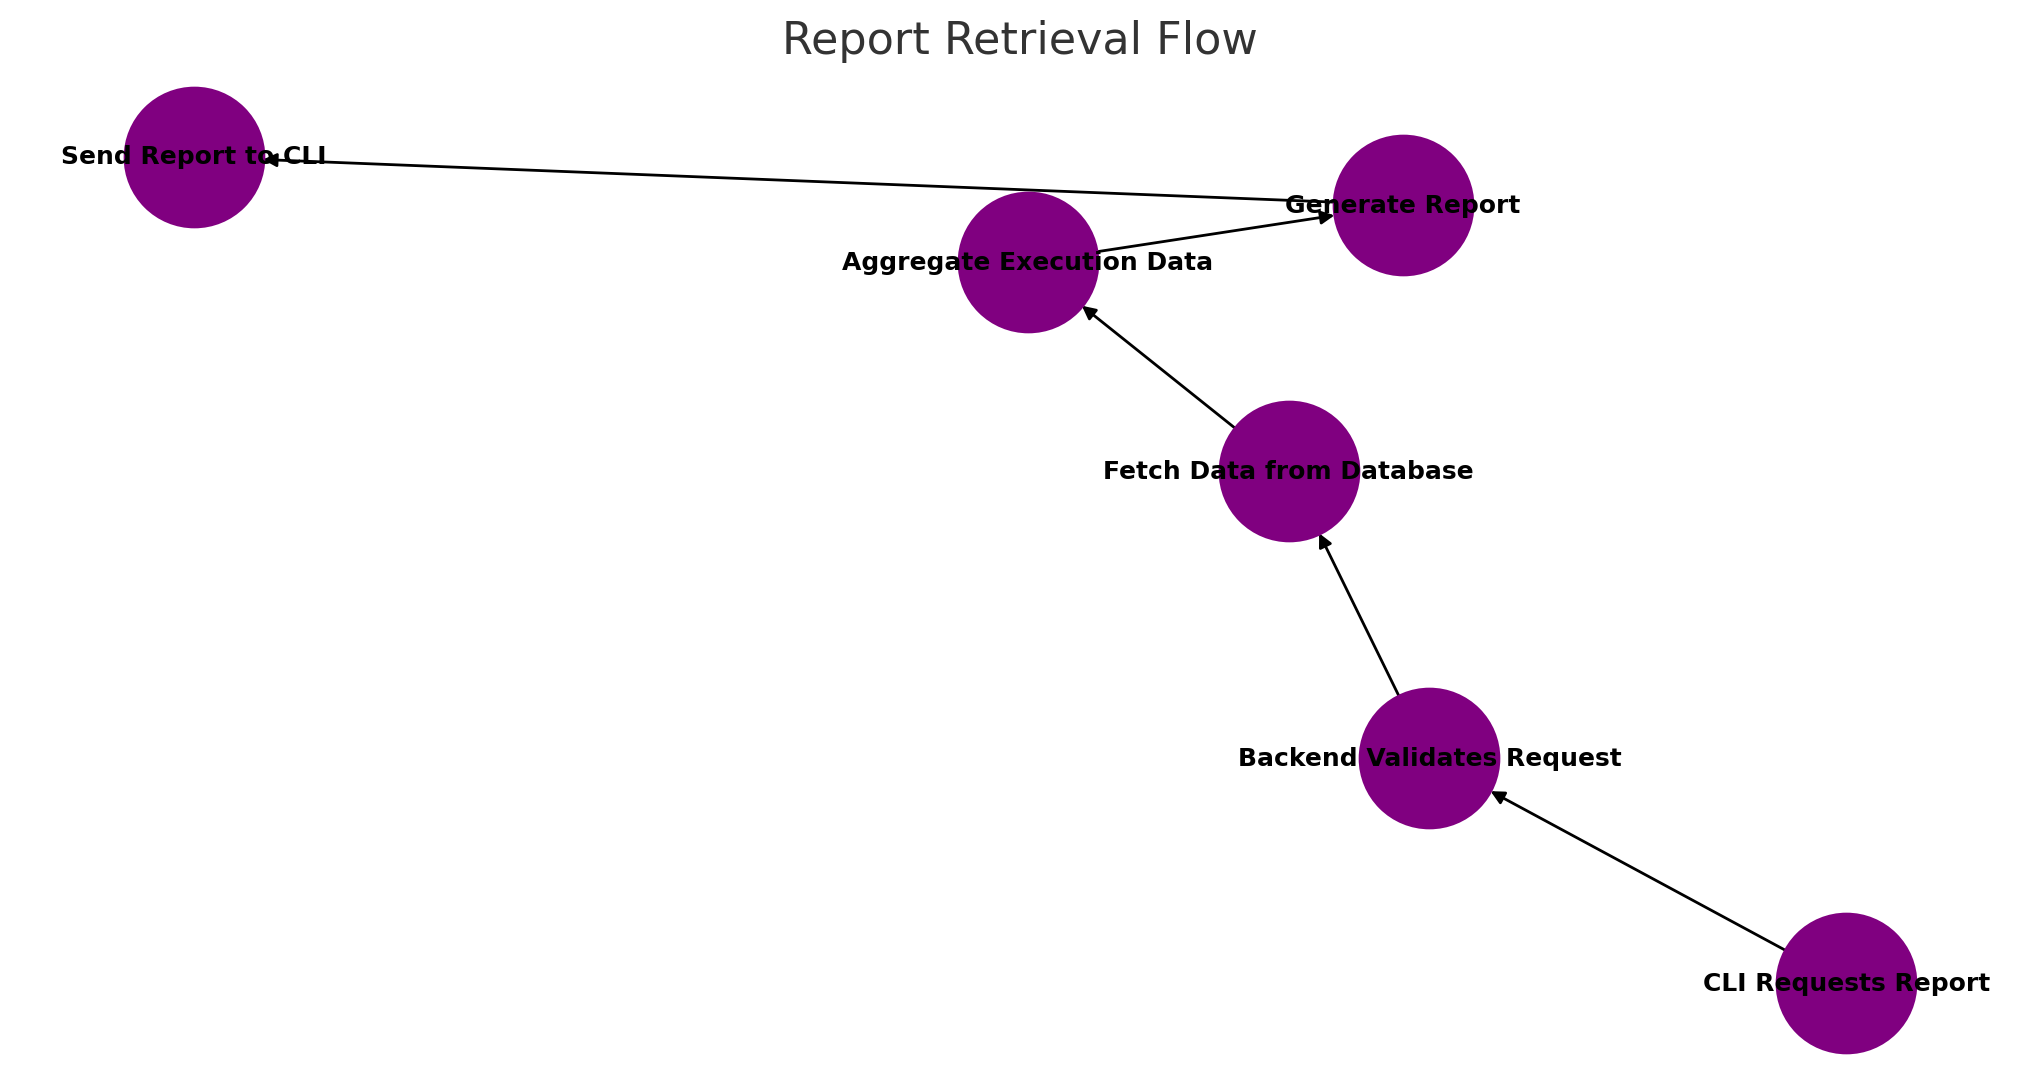 Report Retrieval Flow
Send Report to CLI
Generate Report
Aggregate Execution Data
Fetch Data from Database
Backend Validates Request
CLI Requests Report